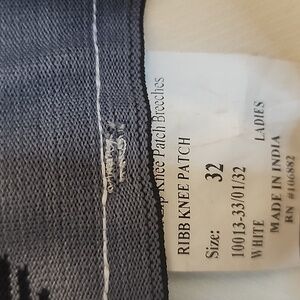 Zip Knee Patch Breeches
RIBB KNEE PATCH
Size: 32
10013-33/01/32
WHITE LADIES
MADE IN INDIA
RN #106882